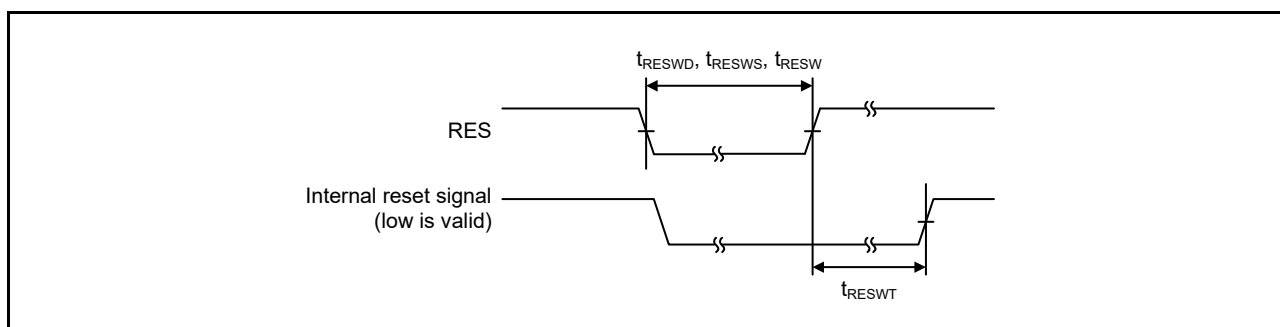 tRESWD, tRESWS, tRESW
RES
Internal reset signal
(low is valid)
tRESWT